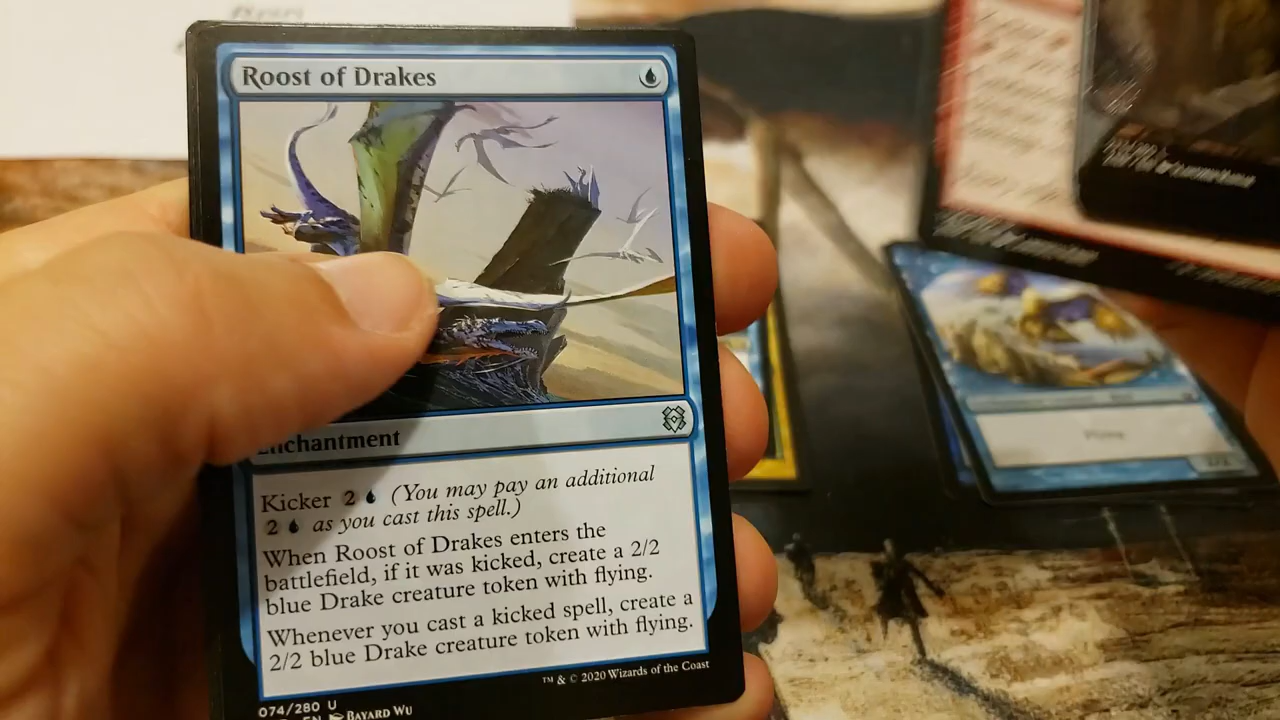 Roost of Drakes
Enchantment
Kicker 2 (You may pay an additional
2 as you cast this spell.)
When Roost of Drakes enters the
battlefield, if it was kicked, create a 2/2
blue Drake creature token with flying.
Whenever you cast a kicked spell, create a
2/2 blue Drake creature token with flying.
™ & © 2020 Wizards of the Coast
074/280 U
EN BAYARD WU
Flying
2/2